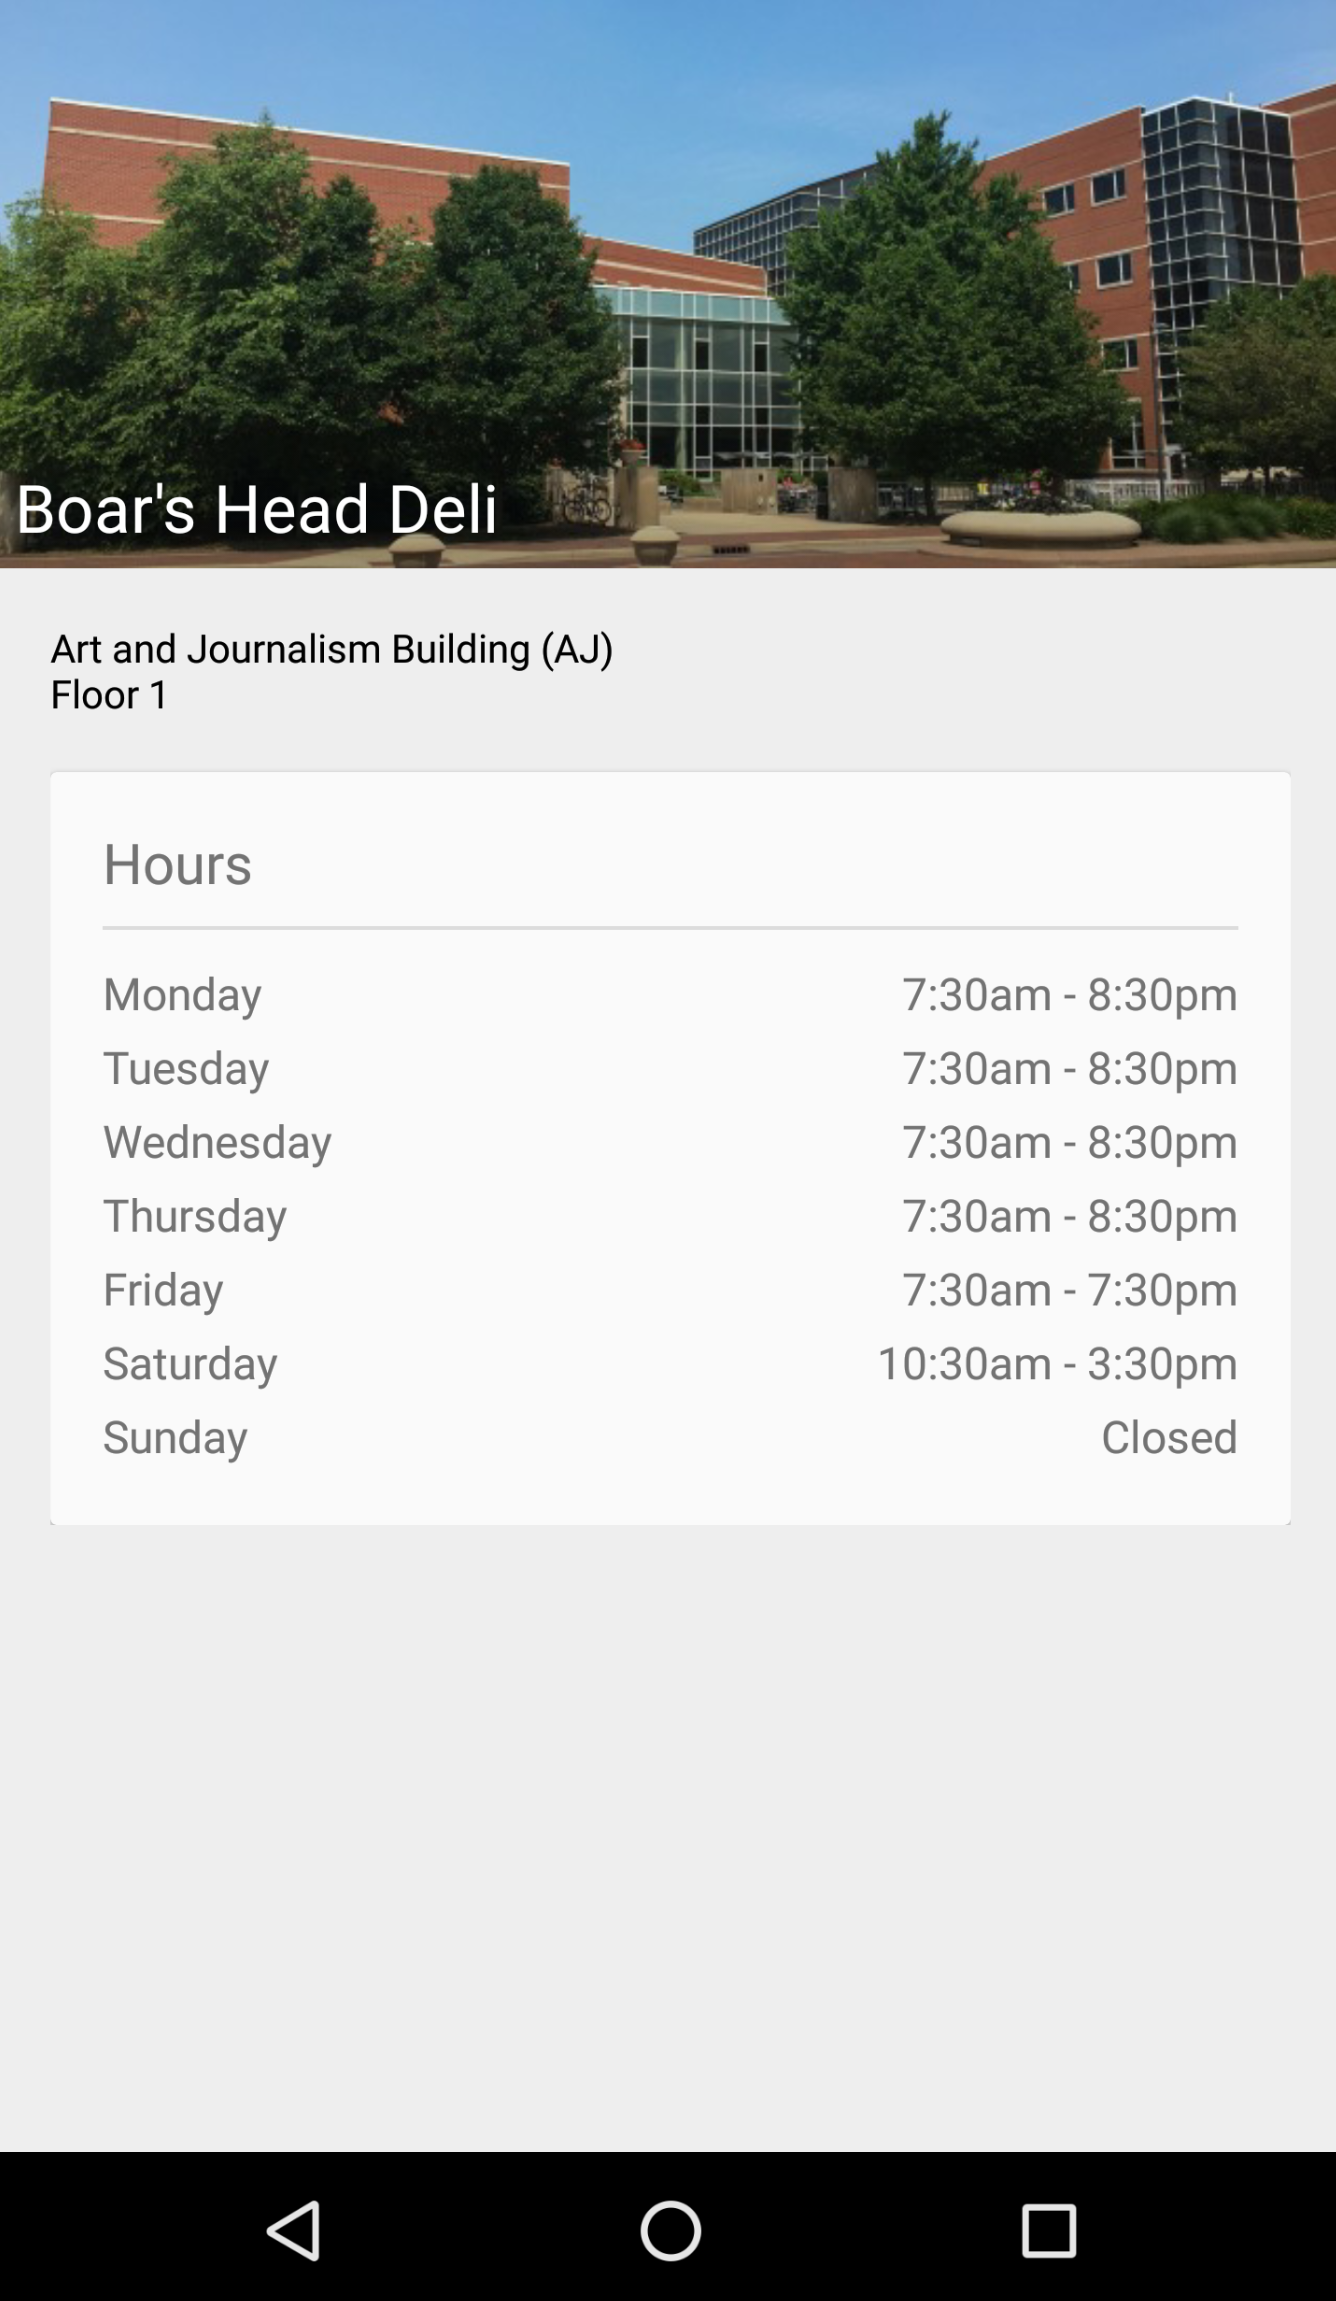 Boar's Head Deli
Art and Journalism Building (AJ)
Floor 1
Hours
Monday 7:30am - 8:30pm
Tuesday 7:30am - 8:30pm
Wednesday 7:30am - 8:30pm
Thursday 7:30am - 8:30pm
Friday 7:30am - 7:30pm
Saturday 10:30am - 3:30pm
Sunday Closed